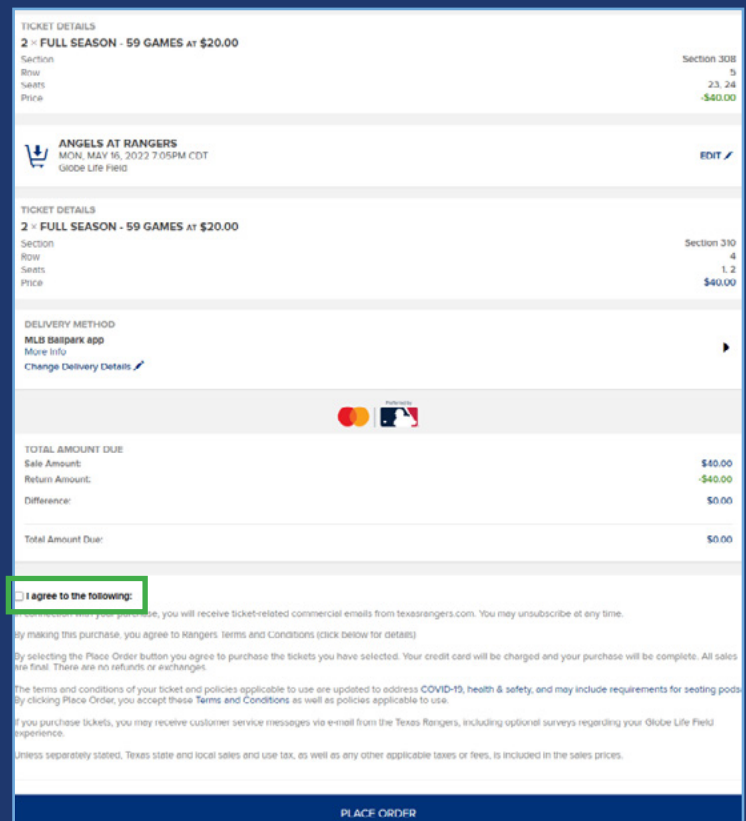 TICKET DETAILS
2 × FULL SEASON - 59 GAMES AT $20.00
Section Section 308
Row 5
Seats 23, 24
Price -$40.00
ANGELS AT RANGERS
MON, MAY 16, 2022 7:05PM CDT
Globe Life Field
EDIT
TICKET DETAILS
2 × FULL SEASON - 59 GAMES AT $20.00
Section Section 310
Row 4
Seats 1, 2
Price $40.00
DELIVERY METHOD
MLB Ballpark app
More Info
Change Delivery Details
Preferred by
TOTAL AMOUNT DUE
Sale Amount: $40.00
Return Amount: -$40.00
Difference: $0.00
Total Amount Due: $0.00
I agree to the following:
In connection with your purchase, you will receive ticket-related commercial emails from texasrangers.com. You may unsubscribe at any time.
By making this purchase, you agree to Rangers Terms and Conditions (click below for details)
By selecting the Place Order button you agree to purchase the tickets you have selected. Your credit card will be charged and your purchase will be complete. All sales
are final. There are no refunds or exchanges.
The terms and conditions of your ticket and policies applicable to use are updated to address COVID-19, health & safety, and may include requirements for seating pods.
By clicking Place Order, you accept these Terms and Conditions as well as policies applicable to use.
If you purchase tickets, you may receive customer service messages via e-mail from the Texas Rangers, including optional surveys regarding your Globe Life Field
experience.
Unless separately stated, Texas state and local sales and use tax, as well as any other applicable taxes or fees, is included in the sales prices.
PLACE ORDER